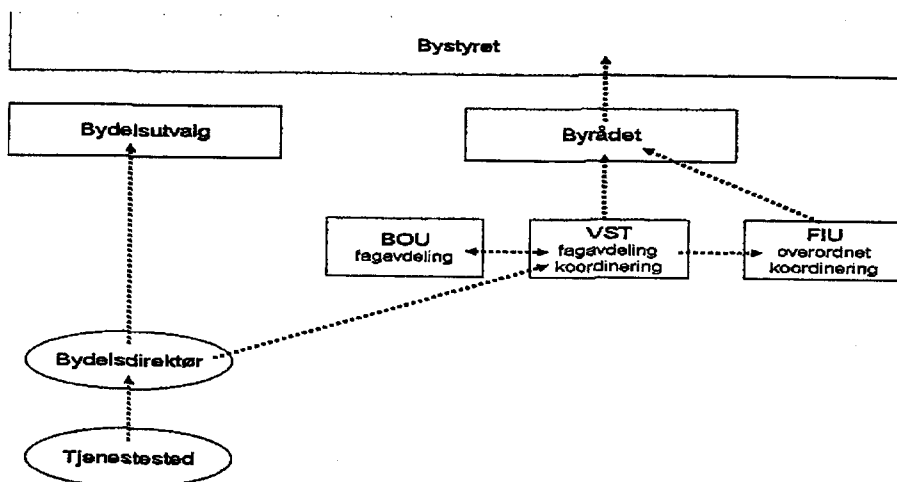 Bystyret
Bydelsutvalg
Byrådet
BOU
fagavdeling
VST
fagavdeling
koordinering
FIU
overordnet
koordinering
Bydelsdirektør
Tjenestested